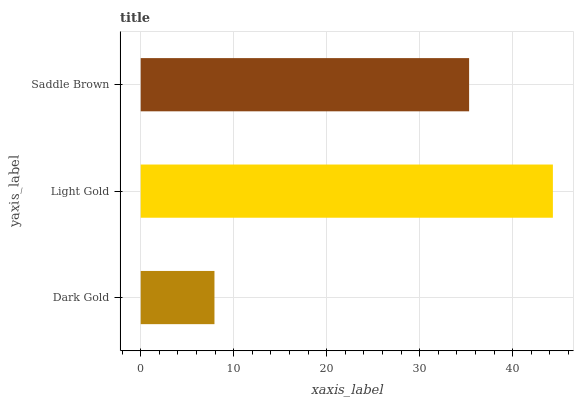 title
yaxis_label
Saddle Brown
Light Gold
Dark Gold
0 10 20 30 40
xaxis_label